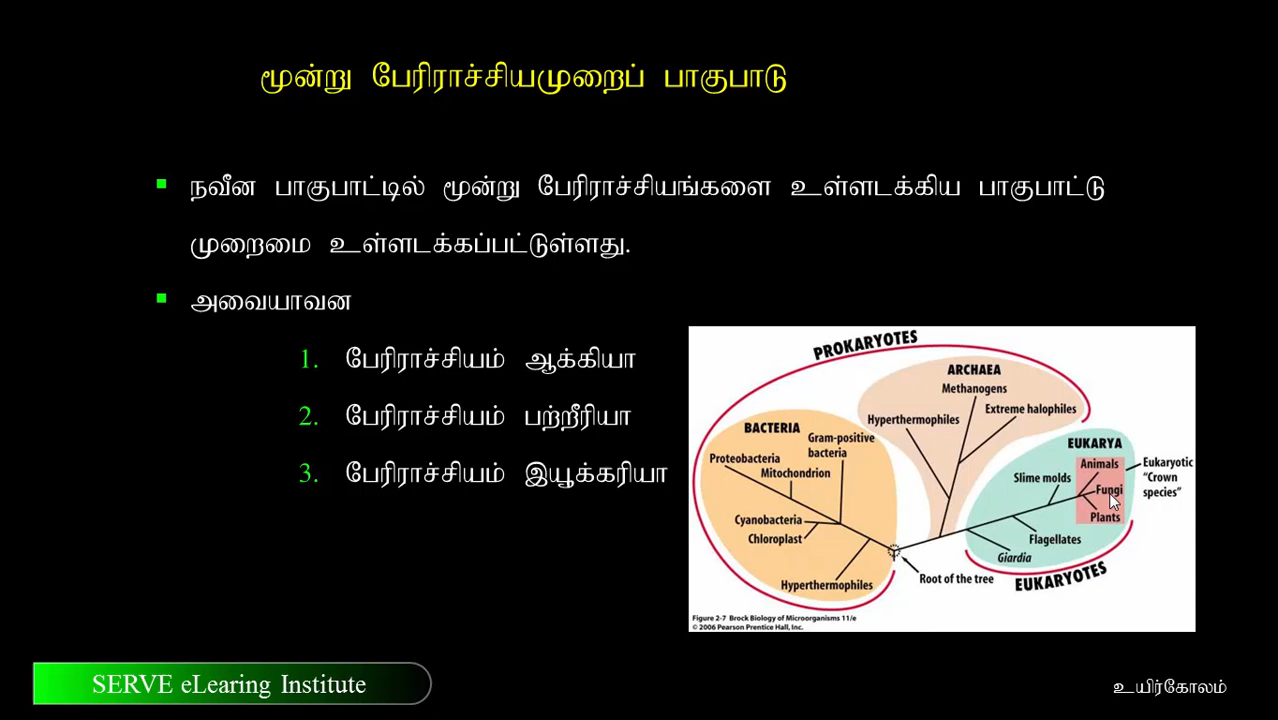 மூன்று பேரிராச்சியமுறைப் பாகுபாடு
நவீன பாகுபாட்டில் மூன்று பேரிராச்சியங்களை உள்ளடக்கிய பாகுபாட்டு
முறைமை உள்ளடக்கப்பட்டுள்ளது.
அவையாவன
1. பேரிராச்சியம் ஆக்கியா
2. பேரிராச்சியம் பற்றீரியா
3. பேரிராச்சியம் இயூக்கரியா
PROKARYOTES
ARCHAEA
Methanogens
Hyperthermophiles
Extreme halophiles
BACTERIA
Gram-positive
bacteria
Proteobacteria
Mitochondrion
Cyanobacteria
Chloroplast
Hyperthermophiles
EUKARYA
Animals
Slime molds
Fungi
Plants
Eukaryotic
"Crown
species"
Flagellates
Giardia
Root of the tree
EUKARYOTES
Figure 2-7 Brock Biology of Microorganisms 11/e
© 2006 Pearson Prentice Hall, Inc.
SERVE eLearing Institute
உயிர்கோலம்